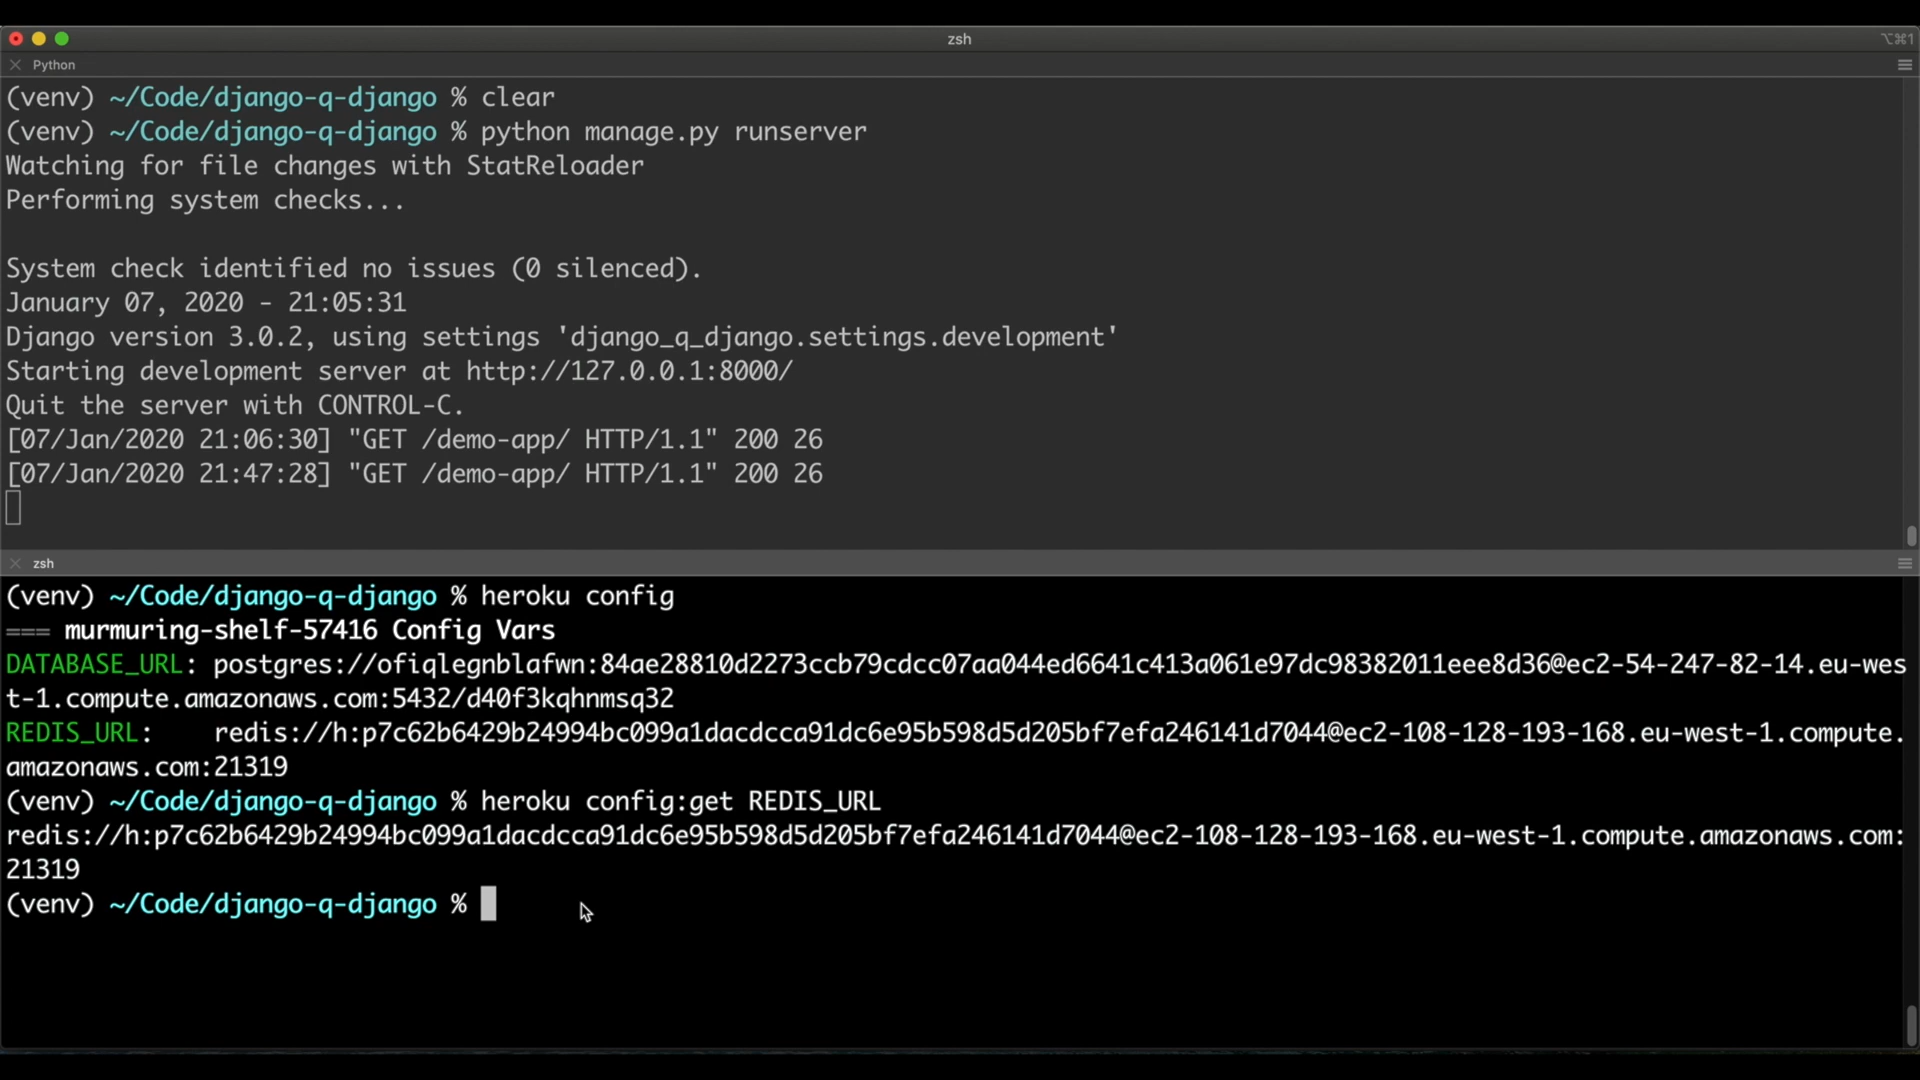 zsh
⌥⌘1
Python
(venv) ~/Code/django-q-django % clear
(venv) ~/Code/django-q-django % python manage.py runserver
Watching for file changes with StatReloader
Performing system checks...
System check identified no issues (0 silenced).
January 07, 2020 - 21:05:31
Django version 3.0.2, using settings 'django_q_django.settings.development'
Starting development server at http://127.0.0.1:8000/
Quit the server with CONTROL-C.
[07/Jan/2020 21:06:30] "GET /demo-app/ HTTP/1.1" 200 26
[07/Jan/2020 21:47:28] "GET /demo-app/ HTTP/1.1" 200 26
zsh
(venv) ~/Code/django-q-django % heroku config
=== murmuring-shelf-57416 Config Vars
DATABASE_URL: postgres://ofiqlegnblafwn:84ae28810d2273ccb79cdcc07aa044ed6641c413a061e97dc98382011eee8d36@ec2-54-247-82-14.eu-wes
t-1.compute.amazonaws.com:5432/d40f3kqhnmsq32
REDIS_URL:    redis://h:p7c62b6429b24994bc099a1dacdcca91dc6e95b598d5d205bf7efa246141d7044@ec2-108-128-193-168.eu-west-1.compute.
amazonaws.com:21319
(venv) ~/Code/django-q-django % heroku config:get REDIS_URL
redis://h:p7c62b6429b24994bc099a1dacdcca91dc6e95b598d5d205bf7efa246141d7044@ec2-108-128-193-168.eu-west-1.compute.amazonaws.com:
21319
(venv) ~/Code/django-q-django %